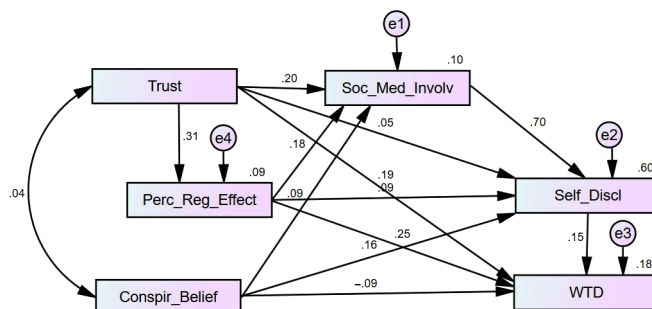 e1
.10
Trust
.20
Soc_Med_Involv
.05
.70
.31
e4
.18
e2
.09
.19
.60
.04
Perc_Reg_Effect
.09
.09
Self_Discl
.25
.16
.15
e3
.18
Conspir_Belief
-.09
WTD